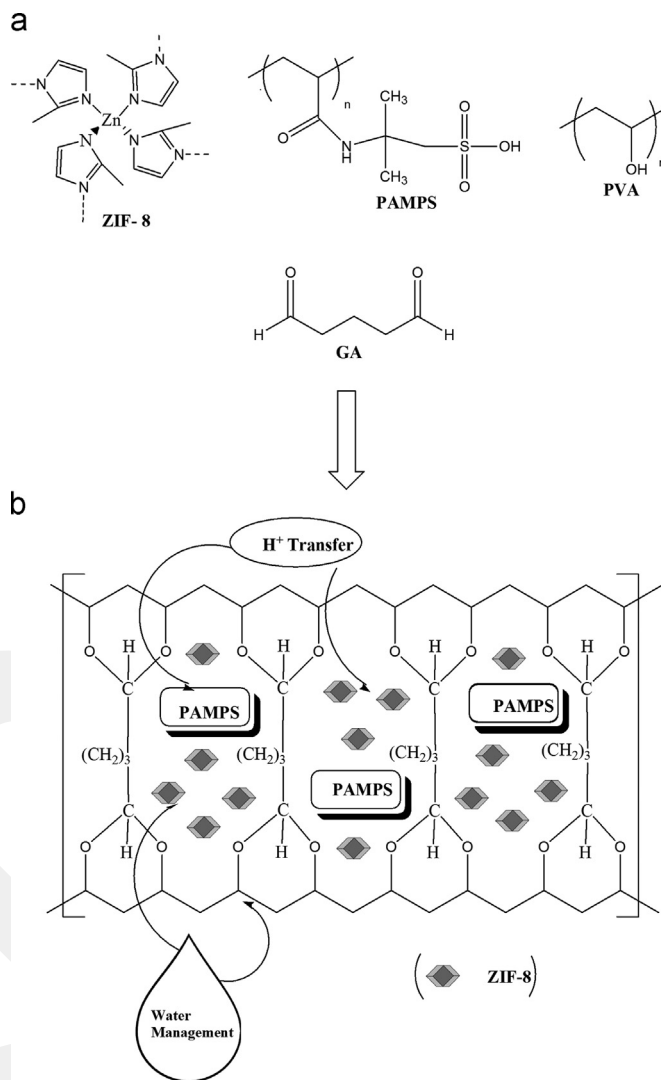 a
N
N
N
N
Zn
N
N
N
N
ZIF- 8
n
O
N
H
CH3
CH3
O
S
OH
O
PAMPS
OH
n
PVA
O
O
H
H
GA
b
H+ Transfer
O O O O O O O O
H H H H
C C C C
PAMPS
PAMPS
(CH2)3 (CH2)3 (CH2)3 (CH2)3
PAMPS
C C C C
H H H H
O O O O O O O O
Water
Management
( ZIF-8 )